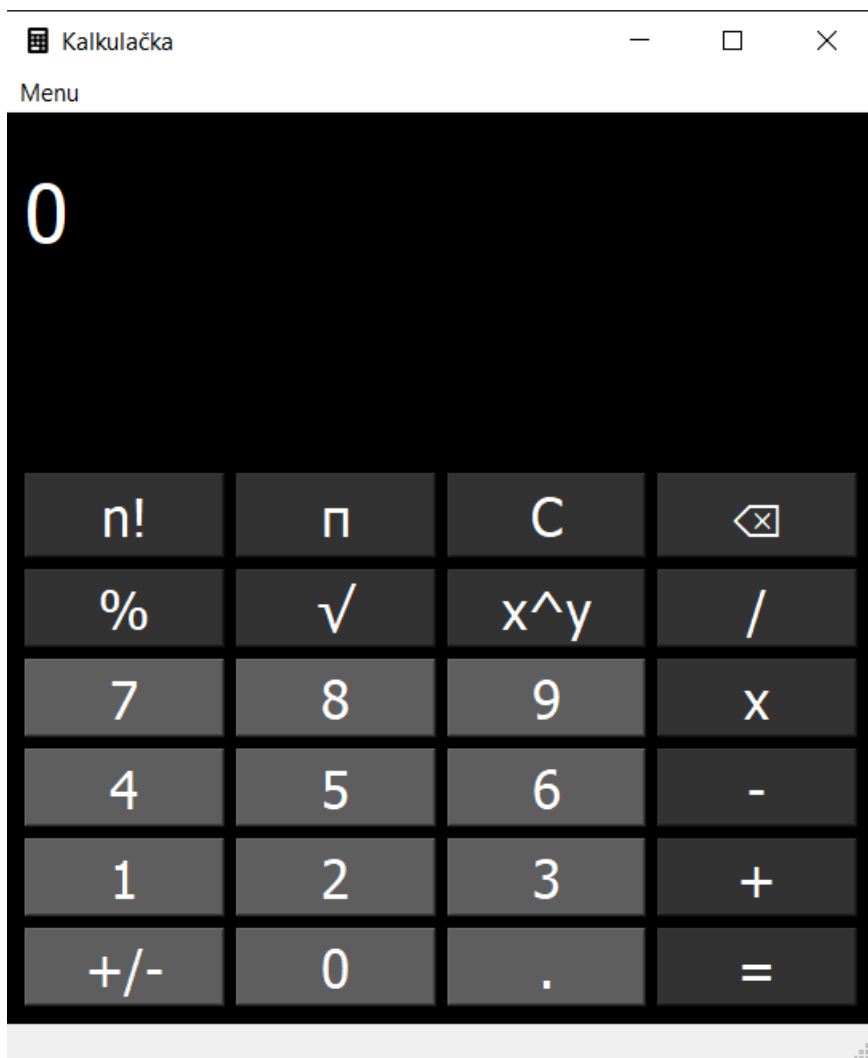 Kalkulačka
Menu
0
n! п C
% √ x^y /
7 8 9 x
4 5 6 -
1 2 3 +
+/- 0 . =